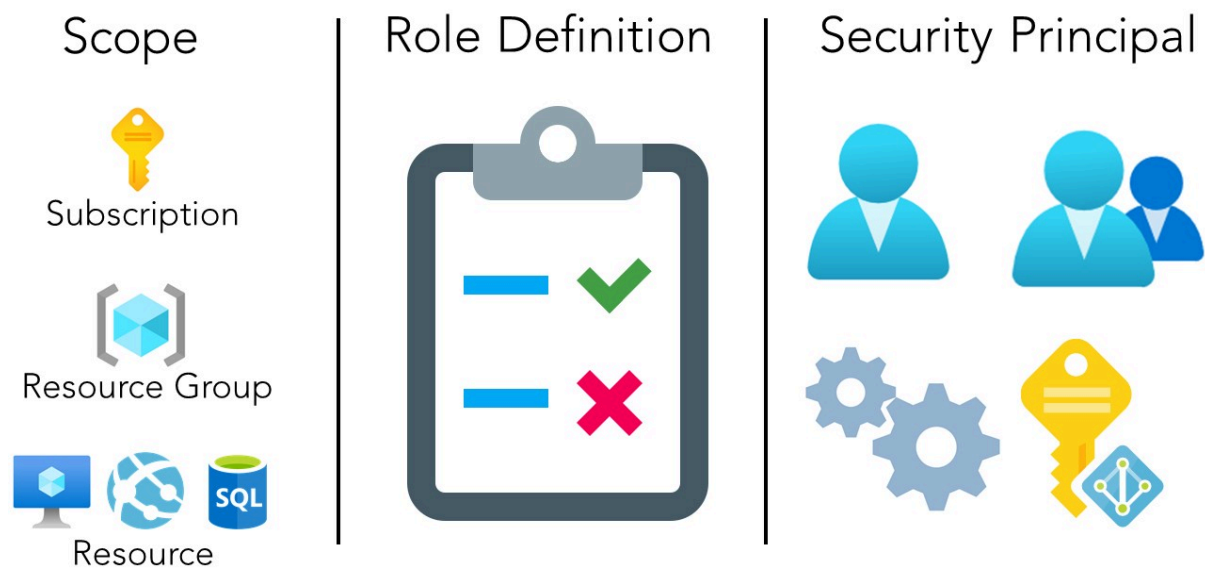 Scope
Subscription
Resource Group
SQL
Resource
Role Definition
Security Principal